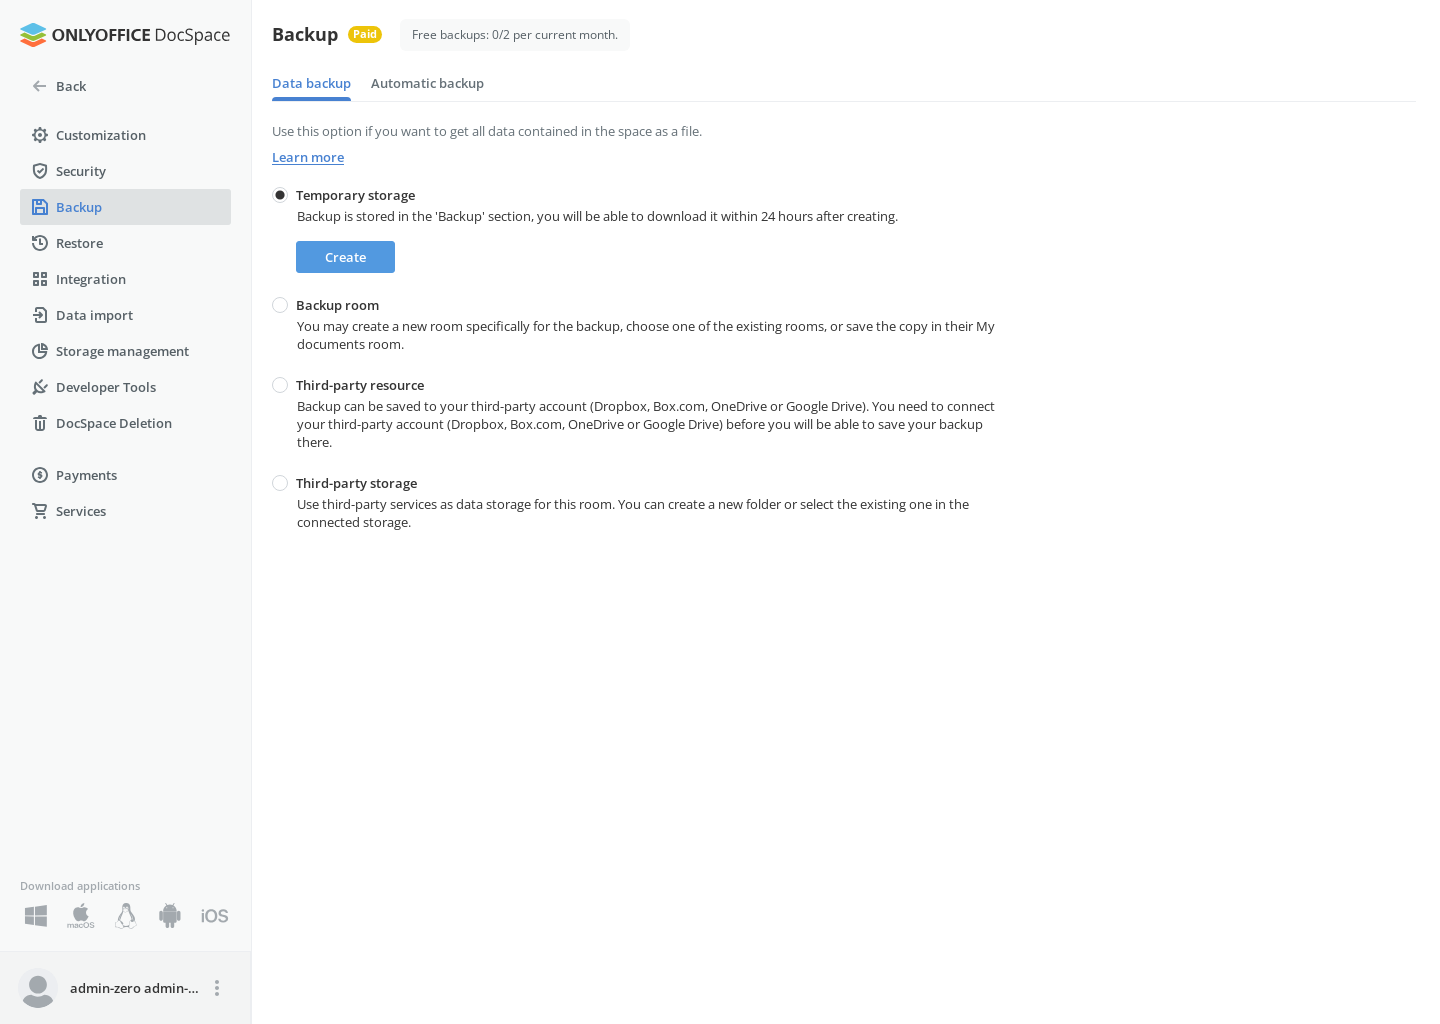 ONLYOFFICE DocSpace
Back
Customization
Security
Backup
Restore
Integration
Data import
Storage management
Developer Tools
DocSpace Deletion
Payments
Services
Download applications
macOS
iOS
admin-zero admin-...
Backup
Paid
Free backups: 0/2 per current month.
Data backup
Automatic backup
Use this option if you want to get all data contained in the space as a file.
Learn more
Temporary storage
Backup is stored in the 'Backup' section, you will be able to download it within 24 hours after creating.
Create
Backup room
You may create a new room specifically for the backup, choose one of the existing rooms, or save the copy in their My
documents room.
Third-party resource
Backup can be saved to your third-party account (Dropbox, Box.com, OneDrive or Google Drive). You need to connect
your third-party account (Dropbox, Box.com, OneDrive or Google Drive) before you will be able to save your backup
there.
Third-party storage
Use third-party services as data storage for this room. You can create a new folder or select the existing one in the
connected storage.